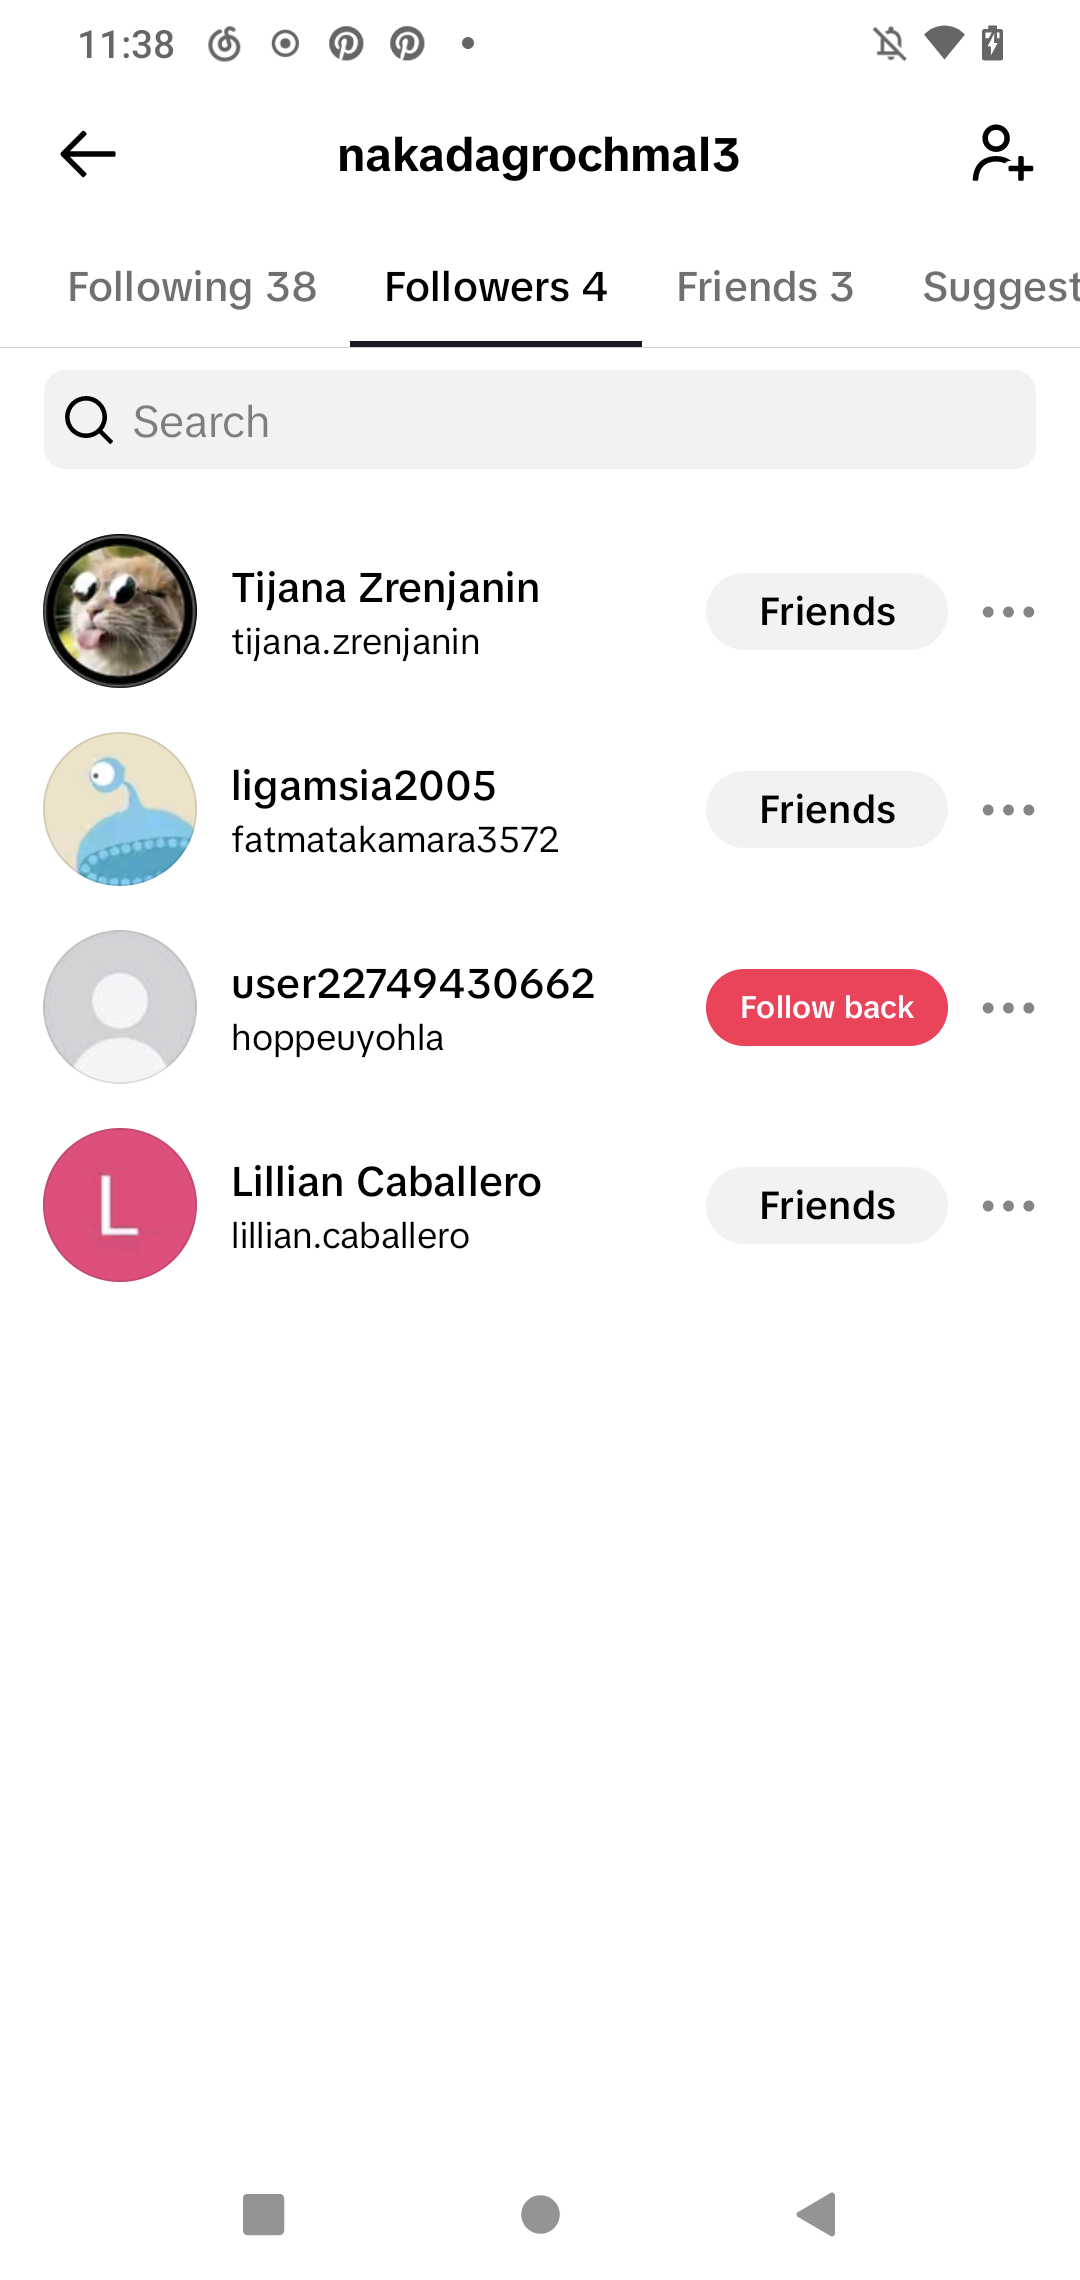 11:38
nakadagrochmal3
Following 38 Followers 4 Friends 3 Suggest
Search
Tijana Zrenjanin
tijana.zrenjanin
Friends
ligamsia2005
fatmatakamara3572
Friends
user22749430662
hoppeuyohla
Follow back
L
Lillian Caballero
lillian.caballero
Friends